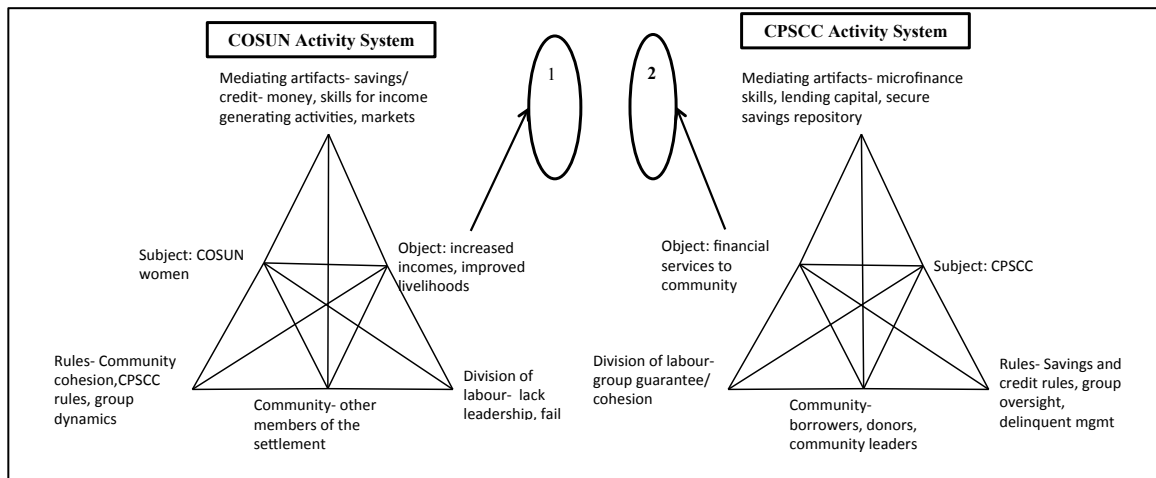 COSUN Activity System
Mediating artifacts- savings/
credit- money, skills for income
generating activities, markets
1
Subject: COSUN
women
Object: increased
incomes, improved
livelihoods
Rules- Community
cohesion,CPSCC
rules, group
dynamics
Community- other
members of the
settlement
Division of
labour- lack
leadership, fail
2
CPSCC Activity System
Mediating artifacts- microfinance
skills, lending capital, secure
savings repository
Object: financial
services to
community
Subject: CPSCC
Division of labour-
group guarantee/
cohesion
Community-
borrowers, donors,
community leaders
Rules- Savings and
credit rules, group
oversight,
delinquent mgmt